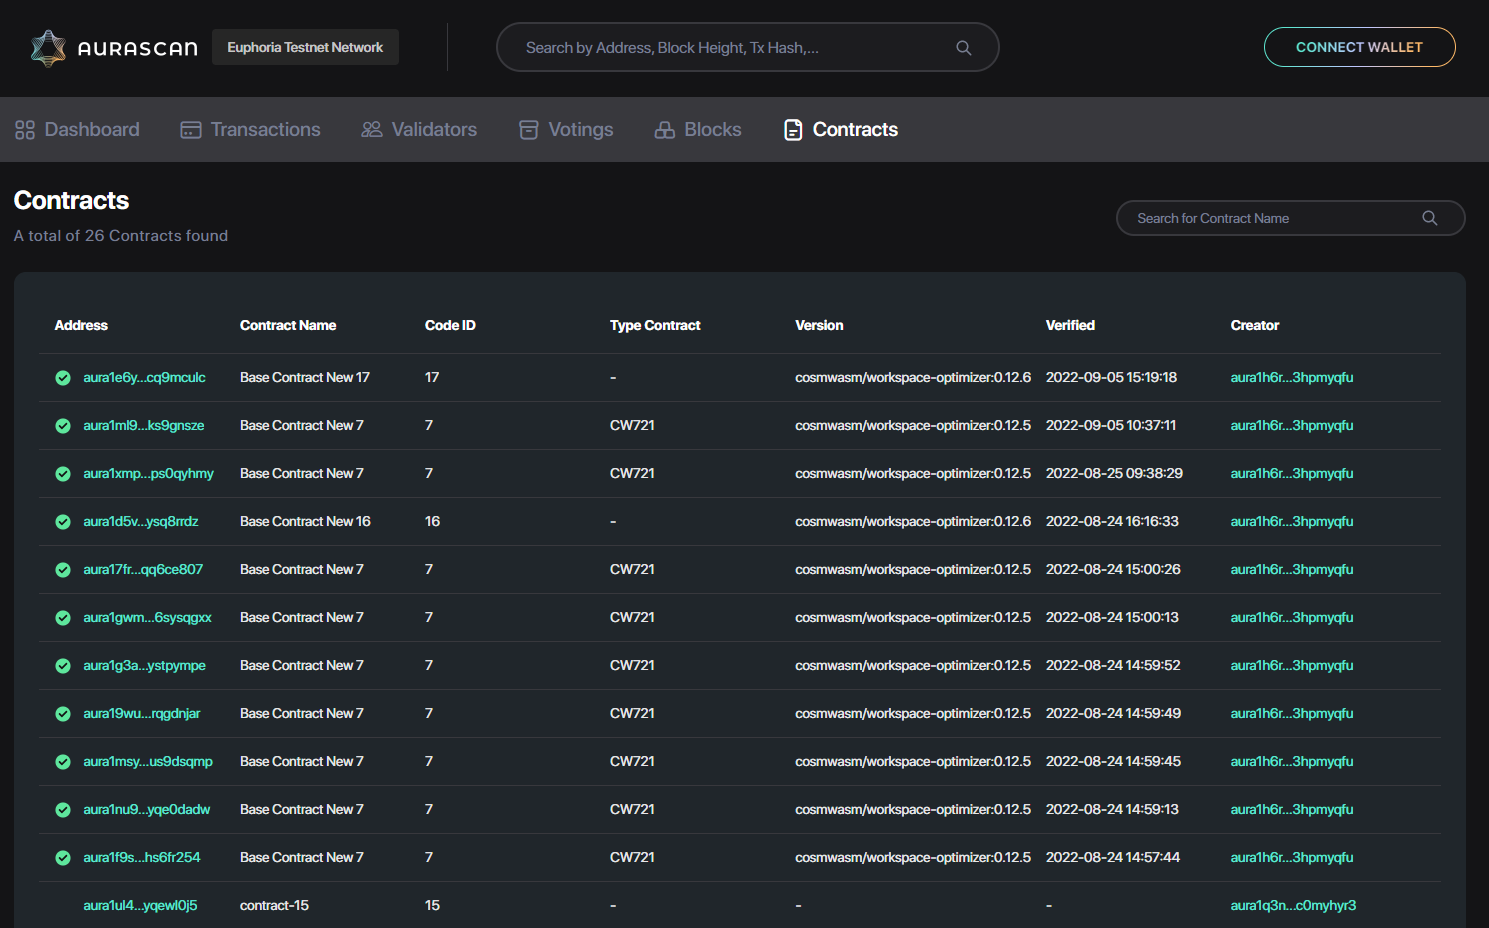 AURASCAN
Euphoria Testnet Network
Search by Address, Block Height, Tx Hash,...
CONNECT WALLET
Dashboard Transactions Validators Votings Blocks Contracts
Contracts
A total of 26 Contracts found
Search for Contract Name
Address Contract Name Code ID Type Contract Version Verified Creator
aura1e6y...cq9mculc Base Contract New 17 17 - cosmwasm/workspace-optimizer:0.12.6 2022-09-05 15:19:18 aura1h6r...3hpmyqfu
aura1ml9...ks9gnsze Base Contract New 7 7 CW721 cosmwasm/workspace-optimizer:0.12.5 2022-09-05 10:37:11 aura1h6r...3hpmyqfu
aura1xmp...ps0qyhmy Base Contract New 7 7 CW721 cosmwasm/workspace-optimizer:0.12.5 2022-08-25 09:38:29 aura1h6r...3hpmyqfu
aura1d5v...ysq8rrdz Base Contract New 16 16 - cosmwasm/workspace-optimizer:0.12.6 2022-08-24 16:16:33 aura1h6r...3hpmyqfu
aura17fr...qq6ce807 Base Contract New 7 7 CW721 cosmwasm/workspace-optimizer:0.12.5 2022-08-24 15:00:26 aura1h6r...3hpmyqfu
aura1gwm...6sysqgxx Base Contract New 7 7 CW721 cosmwasm/workspace-optimizer:0.12.5 2022-08-24 15:00:13 aura1h6r...3hpmyqfu
aura1g3a...ystpympe Base Contract New 7 7 CW721 cosmwasm/workspace-optimizer:0.12.5 2022-08-24 14:59:52 aura1h6r...3hpmyqfu
aura19wu...rqgdnjar Base Contract New 7 7 CW721 cosmwasm/workspace-optimizer:0.12.5 2022-08-24 14:59:49 aura1h6r...3hpmyqfu
aura1msy...us9dsqmp Base Contract New 7 7 CW721 cosmwasm/workspace-optimizer:0.12.5 2022-08-24 14:59:45 aura1h6r...3hpmyqfu
aura1nu9...yqe0dadw Base Contract New 7 7 CW721 cosmwasm/workspace-optimizer:0.12.5 2022-08-24 14:59:13 aura1h6r...3hpmyqfu
aura1f9s...hs6fr254 Base Contract New 7 7 CW721 cosmwasm/workspace-optimizer:0.12.5 2022-08-24 14:57:44 aura1h6r...3hpmyqfu
aura1ul4...yqewl0j5 contract-15 15 - - - aura1q3n...c0myhyr3